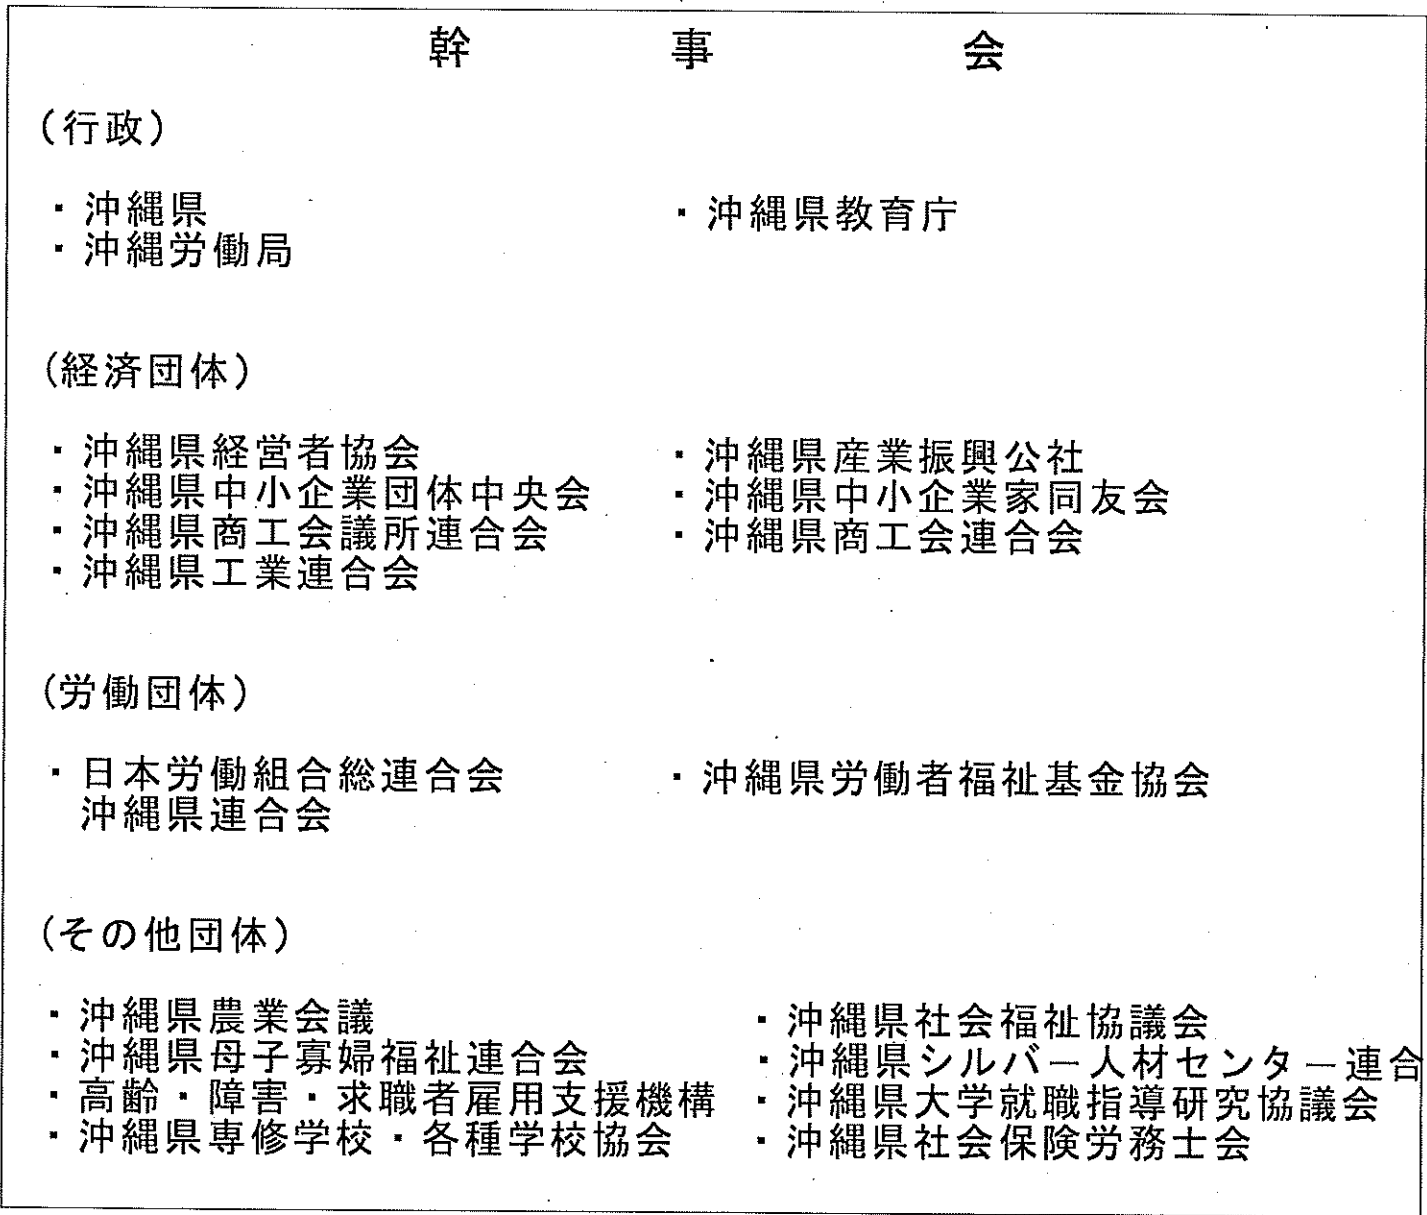 幹事会
（行政）
・沖縄県
・沖縄労働局
・沖縄県教育庁
（経済団体）
・沖縄県経営者協会
・沖縄県中小企業団体中央会
・沖縄県商工会議所連合会
・沖縄県工業連合会
・沖縄県産業振興公社
・沖縄県中小企業家同友会
・沖縄県商工会連合会
（労働団体）
・日本労働組合総連合会
沖縄県連合会
・沖縄県労働者福祉基金協会
（その他団体）
・沖縄県農業会議
・沖縄県母子寡婦福祉連合会
・高齢・障害・求職者雇用支援機構
・沖縄県専修学校・各種学校協会
・沖縄県社会福祉協議会
・沖縄県シルバー人材センター連合
・沖縄県大学就職指導研究協議会
・沖縄県社会保険労務士会